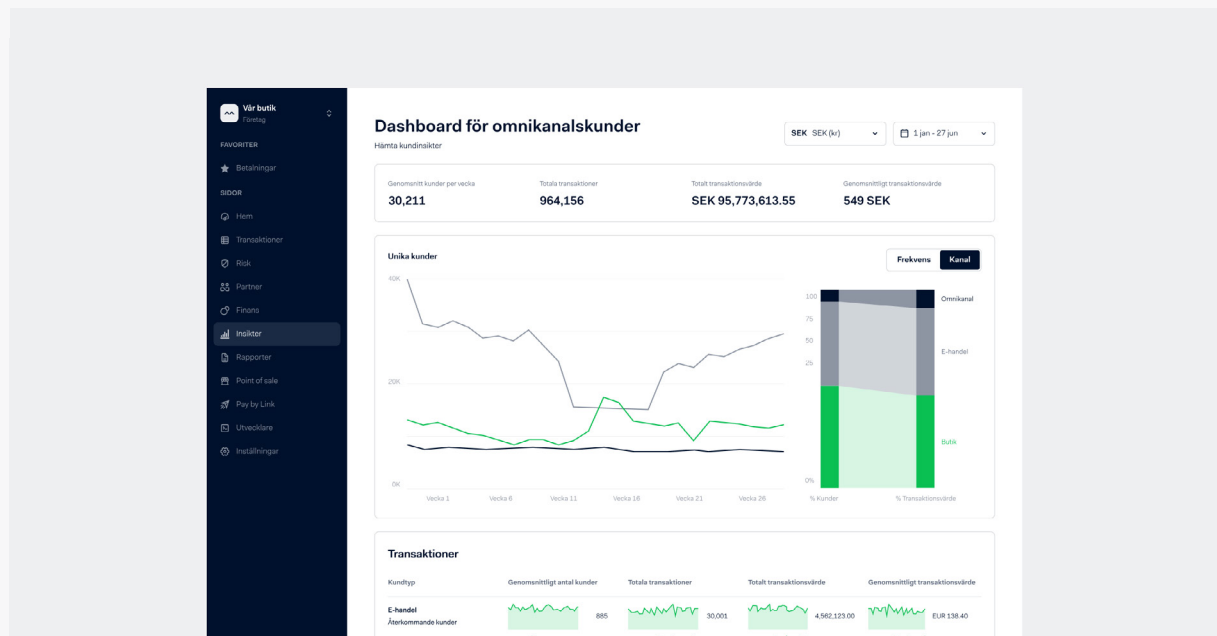 Vår butik
Företag
FAVORITER
Betalningar
SIDOR
Hem
Transaktioner
Risk
Partner
Finans
Insikter
Rapporter
Point of sale
Pay by Link
Utvecklare
Inställningar
Dashboard för omnikanalskunder
Hämta kundinsikter
SEK SEK (kr)
1 jan - 27 jun
Genomsnitt kunder per vecka
30,211
Totala transaktioner
964,156
Totalt transaktionsvärde
SEK 95,773,613.55
Genomsnittligt transaktionsvärde
549 SEK
Unika kunder
Frekvens Kanal
40K
20K
0K
Vecka 1 Vecka 6 Vecka 11 Vecka 16 Vecka 21 Vecka 26
100
75
50
25
0%
Omnikanal
E-handel
Butik
% Kunder % Transaktionsvärde
Transaktioner
Kundtyp Genomsnittligt antal kunder Totala transaktioner Totalt transaktionsvärde Genomsnittligt transaktionsvärde
E-handel
Återkommande kunder
885 30,001 4,562,123.00 EUR 138.40